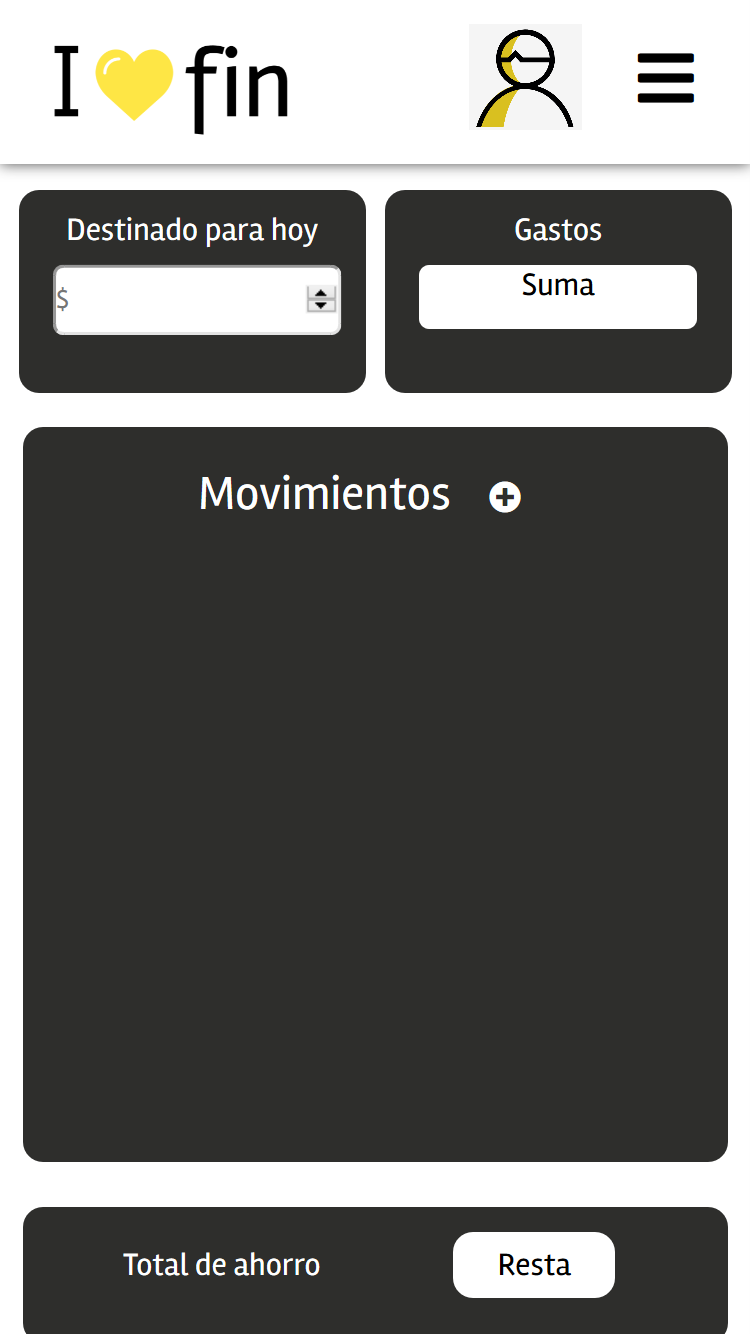 I 💛 fin
Destinado para hoy
$
Gastos
Suma
Movimientos
Total de ahorro
Resta